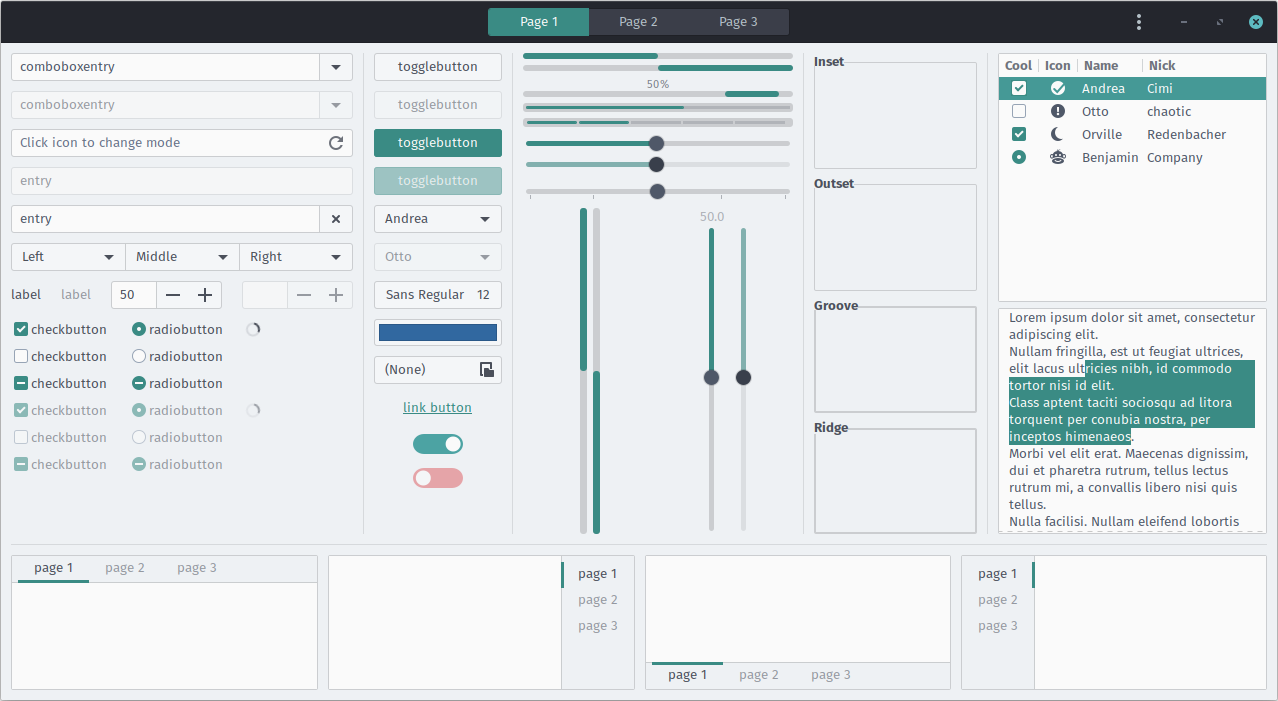 Page 1 Page 2 Page 3
comboboxentry
comboboxentry
Click icon to change mode
entry
entry
Left Middle Right
label label 50
checkbutton radiobutton
checkbutton radiobutton
checkbutton radiobutton
checkbutton radiobutton
checkbutton radiobutton
checkbutton radiobutton
togglebutton
togglebutton
togglebutton
togglebutton
Andrea
Otto
Sans Regular 12
(None)
link button
50%
50.0
Inset
Outset
Groove
Ridge
Cool Icon Name Nick
Andrea Cimi
Otto chaotic
Orville Redenbacher
Benjamin Company
Lorem ipsum dolor sit amet, consectetur
adipiscing elit.
Nullam fringilla, est ut feugiat ultrices,
elit lacus ultricies nibh, id commodo
tortor nisi id elit.
Class aptent taciti sociosqu ad litora
torquent per conubia nostra, per
inceptos himenaeos.
Morbi vel elit erat. Maecenas dignissim,
dui et pharetra rutrum, tellus lectus
rutrum mi, a convallis libero nisi quis
tellus.
Nulla facilisi. Nullam eleifend lobortis
page 1 page 2 page 3
page 1
page 2
page 3
page 1 page 2 page 3
page 1
page 2
page 3